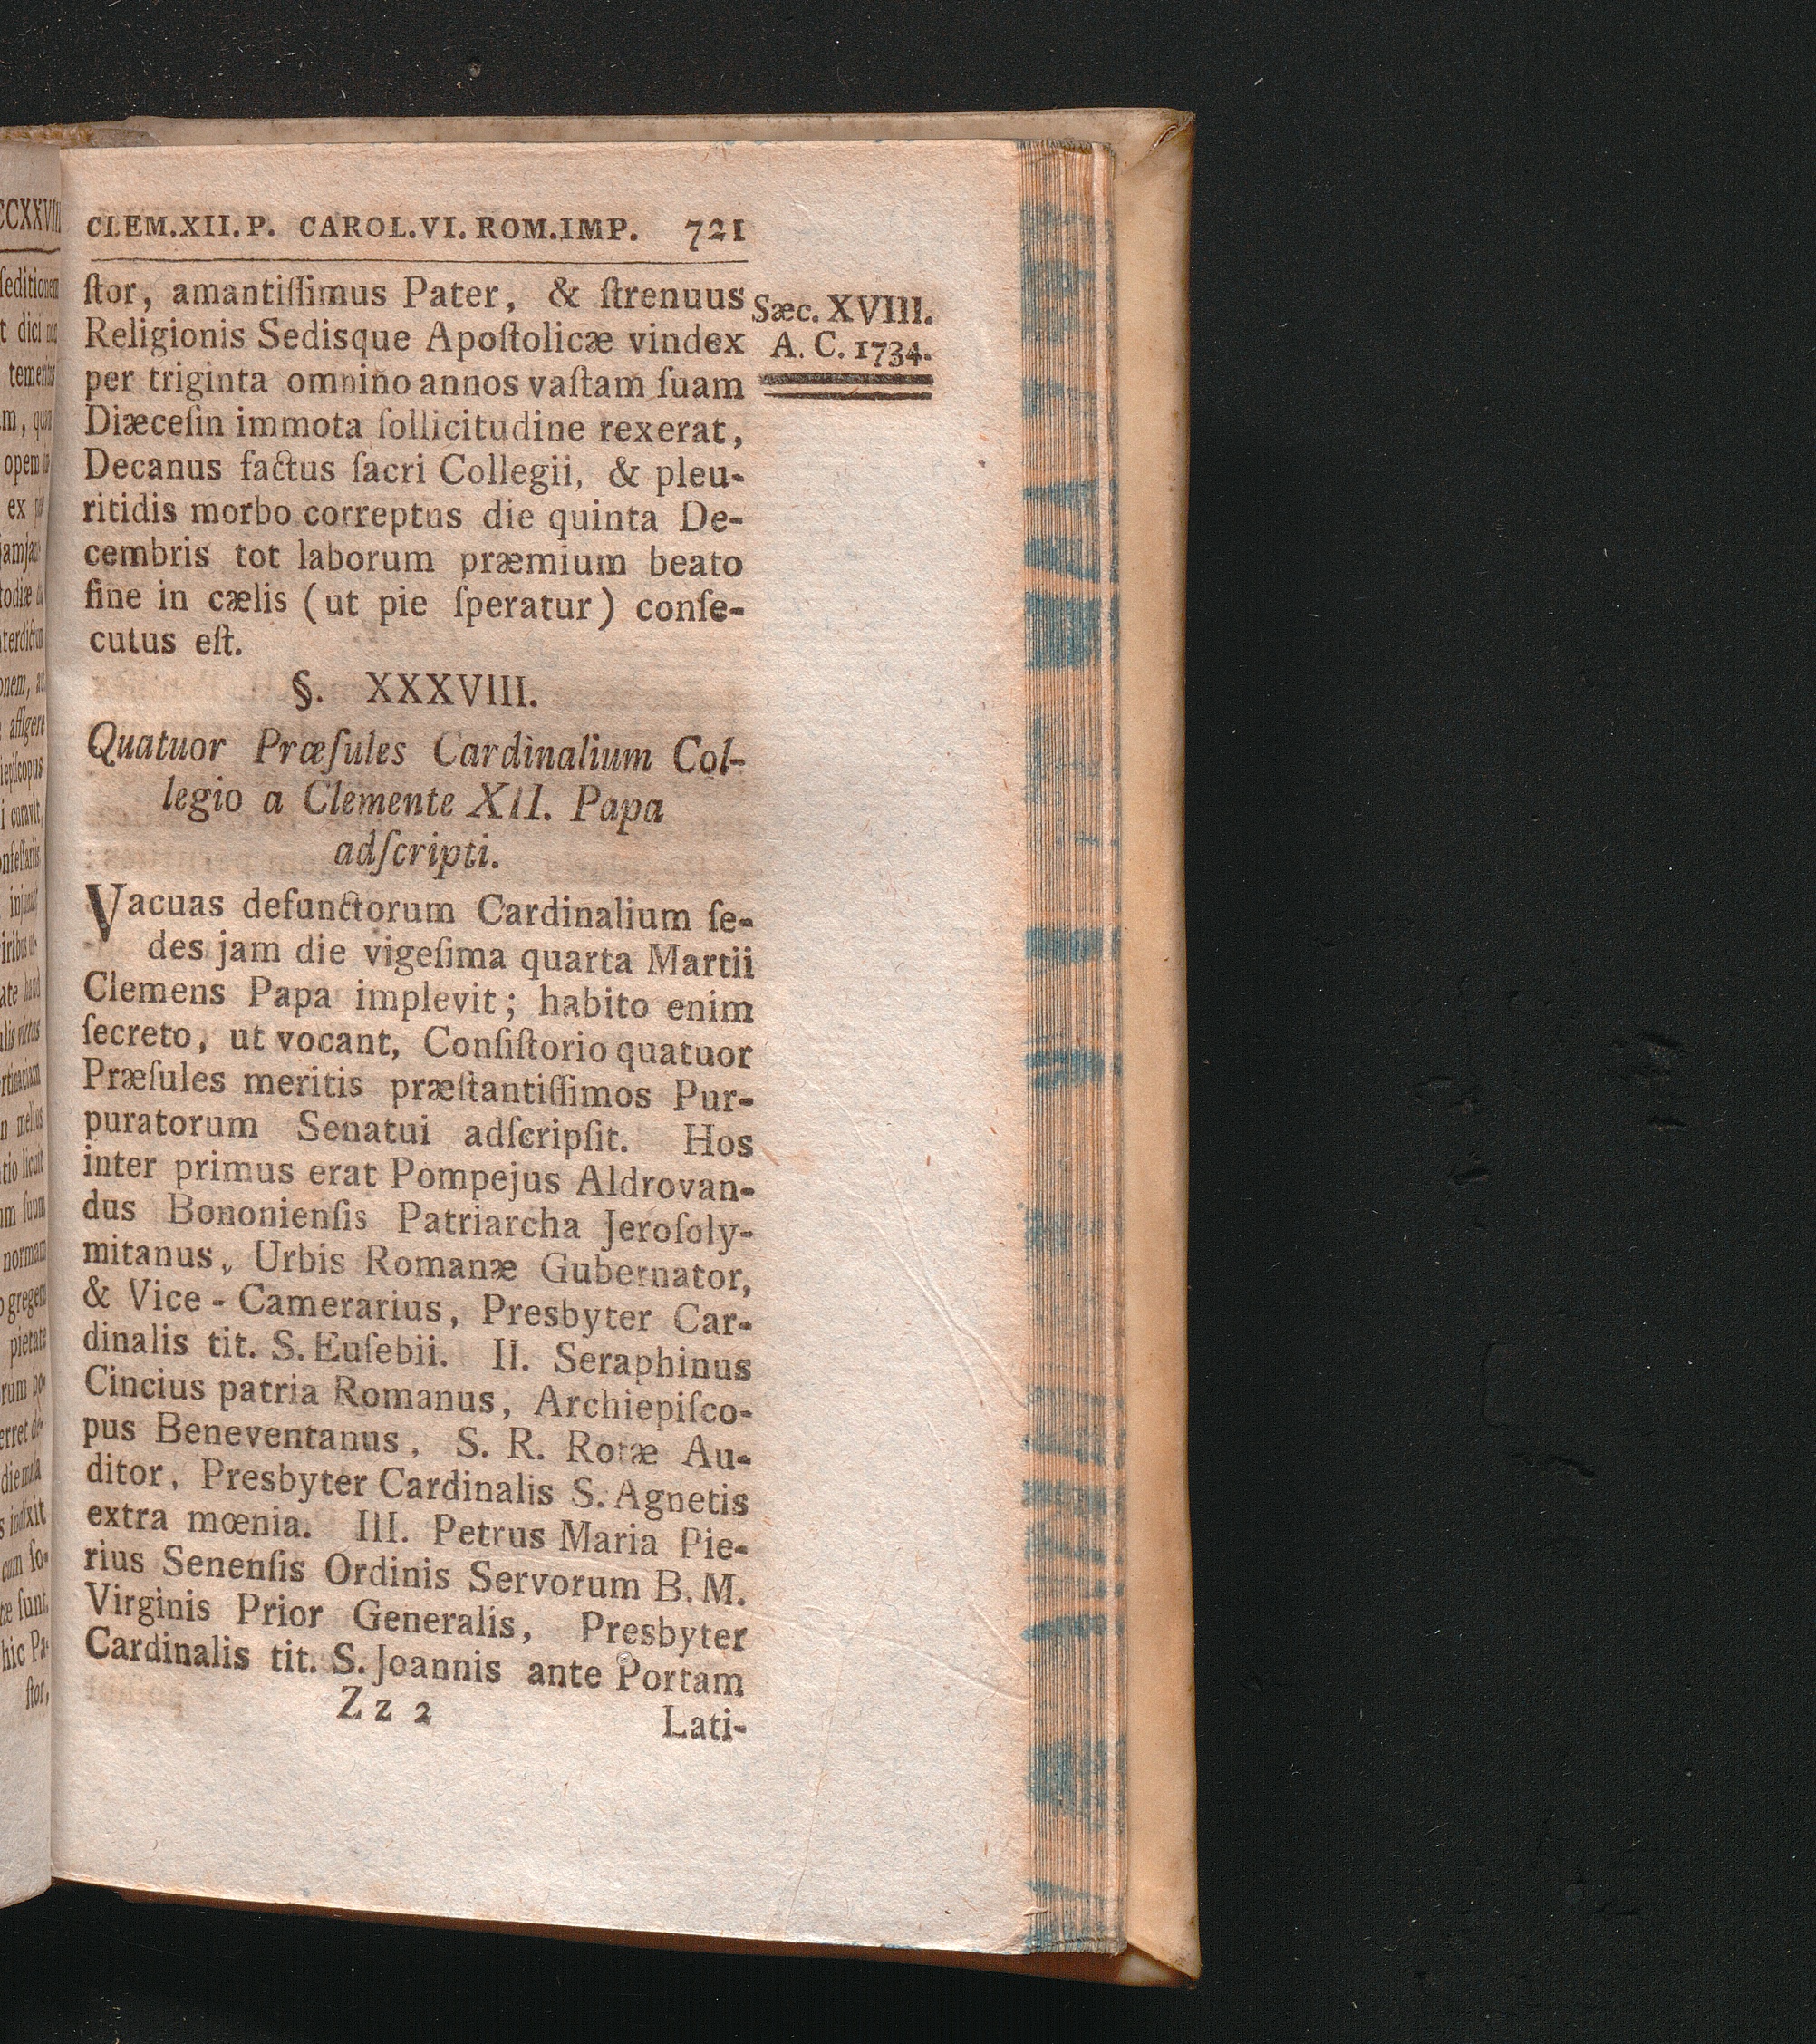 CLEM.XII.P. CAROL.VI. ROM.IMP. 721
Sæc. XVIII.
A. C. 1734.
ſtor, amantiſſimus Pater, & ſtrenuus
Religionis Sedisque Apoſtolicæ vindex
per triginta omnino annos vaſtam ſuam
Diæceſin immota ſollicitudine rexerat,
Decanus factus ſacri Collegii, & pleu-
ritidis morbo correptus die quinta De-
cembris tot laborum præmium beato
fine in cælis (ut pie ſperatur) conſe-
cutus eſt.
§. XXXVIII.
Quatuor Præſules Cardinalium Col-
legio a Clemente XII. Papa
adſcripti.
Vacuas defunctorum Cardinalium ſe-
des jam die vigeſima quarta Martii
Clemens Papa implevit; habito enim
ſecreto, ut vocant, Conſiſtorio quatuor
Præſules meritis præſtantiſſimos Pur-
puratorum Senatui adſcripſit. Hos
inter primus erat Pompejus Aldrovan-
dus Bononienſis Patriarcha Jeroſoly-
mitanus, Urbis Romanæ Gubernator,
& Vice-Camerarius, Presbyter Car-
dinalis tit. S. Euſebii. II. Seraphinus
Cincius patria Romanus, Archiepiſco-
pus Beneventanus, S. R. Rotæ Au-
ditor, Presbyter Cardinalis S. Agnetis
extra mœnia. III. Petrus Maria Pie-
rius Senenſis Ordinis Servorum B. M.
Virginis Prior Generalis, Presbyter
Cardinalis tit. S. Joannis ante Portam
Zz 2
Lati-